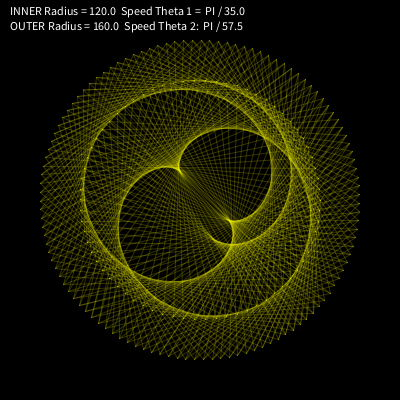 INNER Radius = 120.0  Speed Theta 1 =  PI / 35.0
OUTER Radius = 160.0  Speed Theta 2:  PI / 57.5